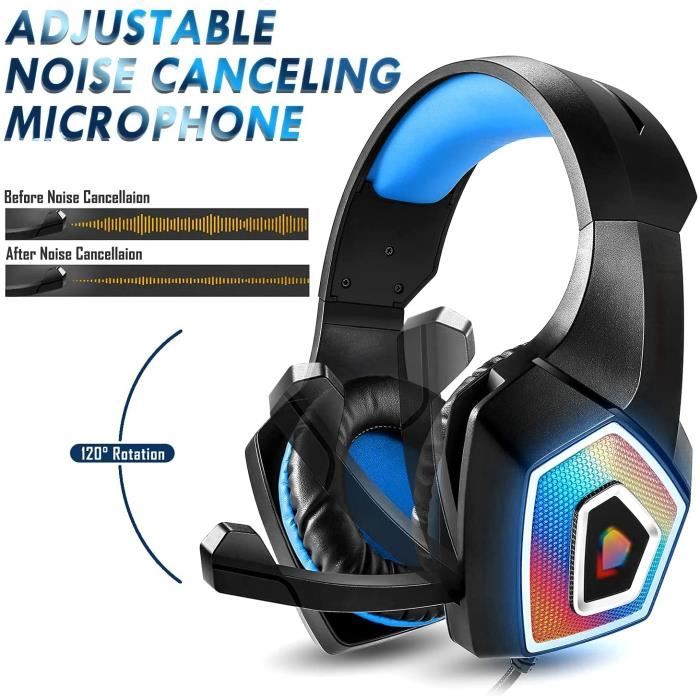 ADJUSTABLE
NOISE CANCELING
MICROPHONE
Before Noise Cancellaion
After Noise Cancellaion
120° Rotation